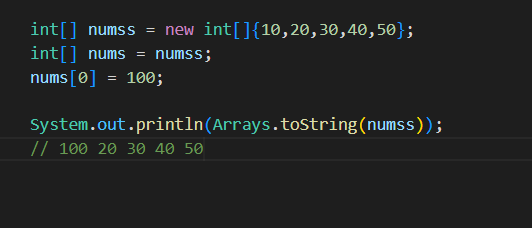 int[] numss = new int[]{10,20,30,40,50};
int[] nums = numss;
nums[0] = 100;
System.out.println(Arrays.toString(numss));
// 100 20 30 40 50